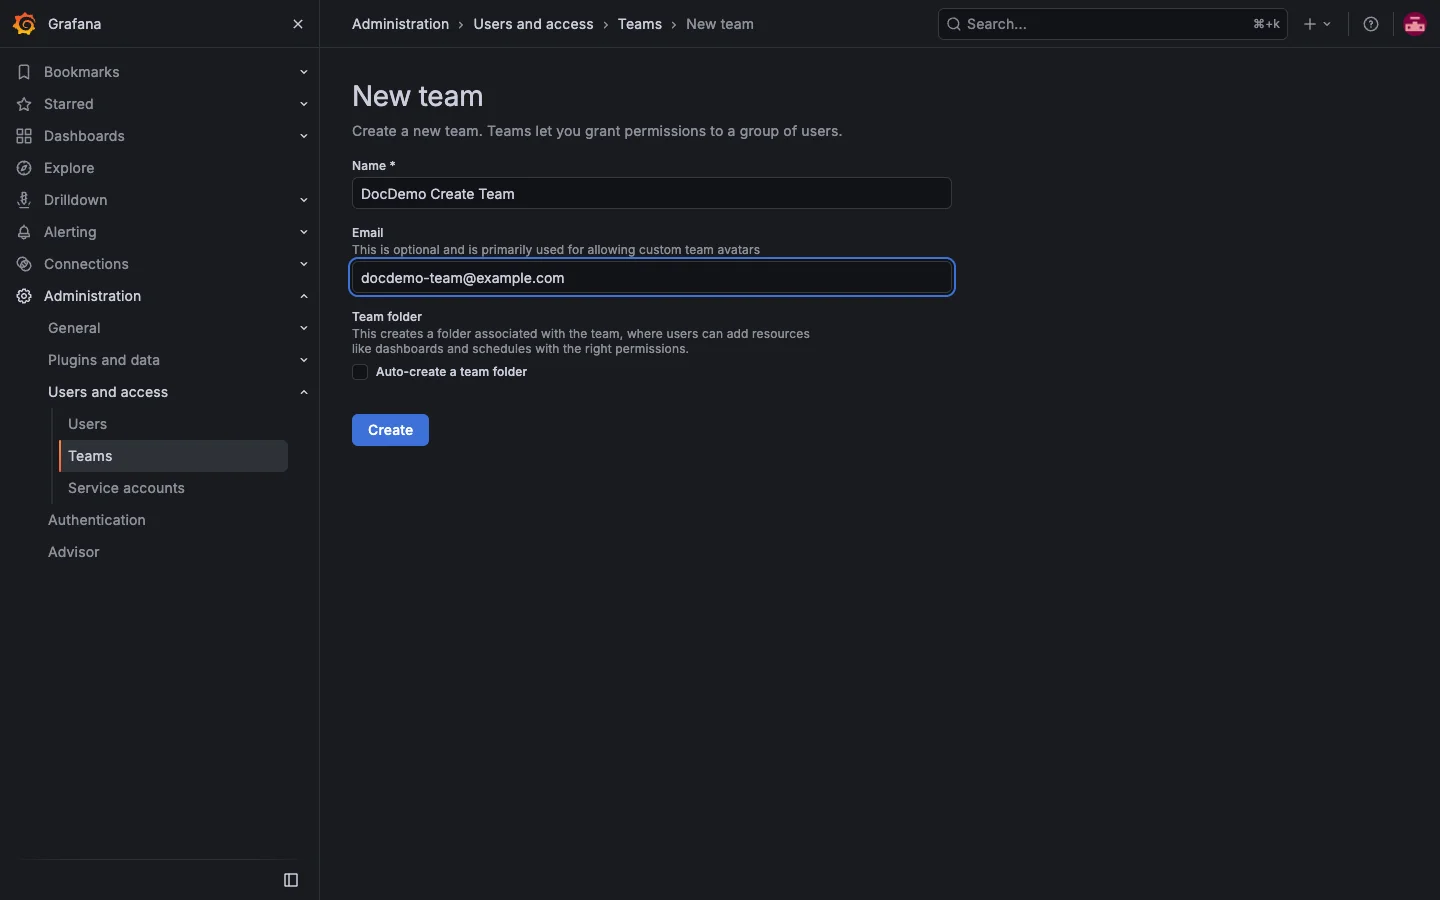 Grafana
Administration › Users and access › Teams › New team
Search...
⌘+k
Bookmarks
Starred
Dashboards
Explore
Drilldown
Alerting
Connections
Administration
General
Plugins and data
Users and access
Users
Teams
Service accounts
Authentication
Advisor
New team
Create a new team. Teams let you grant permissions to a group of users.
Name *
DocDemo Create Team
Email
This is optional and is primarily used for allowing custom team avatars
docdemo-team@example.com
Team folder
This creates a folder associated with the team, where users can add resources
like dashboards and schedules with the right permissions.
Auto-create a team folder
Create